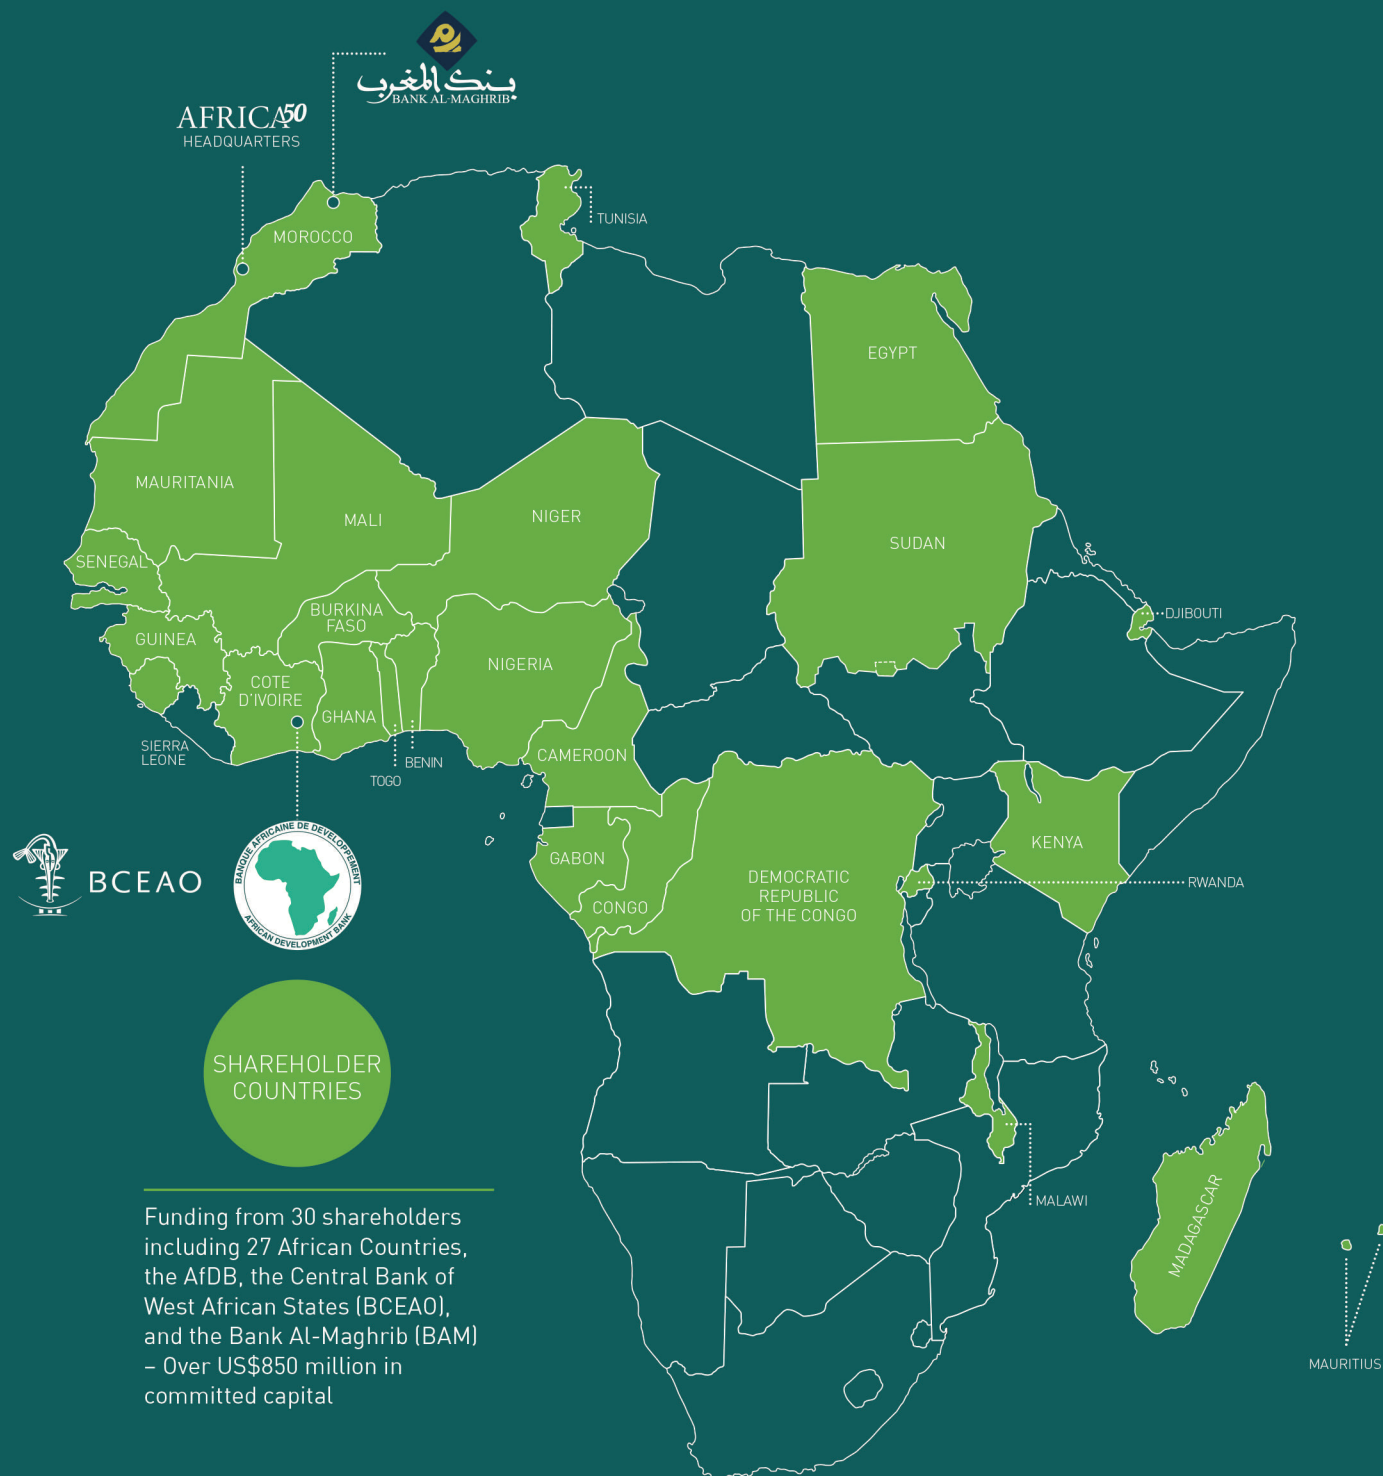 بنك المغرب
BANK AL-MAGHRIB
AFRICA50
HEADQUARTERS
MOROCCO
TUNISIA
EGYPT
MAURITANIA
MALI
NIGER
SUDAN
SENEGAL
BURKINA
FASO
DJIBOUTI
GUINEA
NIGERIA
COTE
D'IVOIRE
GHANA
SIERRA
LEONE
BENIN
TOGO
CAMEROON
KENYA
GABON
CONGO
DEMOCRATIC
REPUBLIC
OF THE CONGO
RWANDA
BCEAO
BANQUE AFRICAINE DE DEVELOPPEMENT
AFRICAN DEVELOPMENT BANK
SHAREHOLDER
COUNTRIES
MALAWI
MADAGASCAR
MAURITIUS
Funding from 30 shareholders
including 27 African Countries,
the AfDB, the Central Bank of
West African States (BCEAO),
and the Bank Al-Maghrib (BAM)
– Over US$850 million in
committed capital